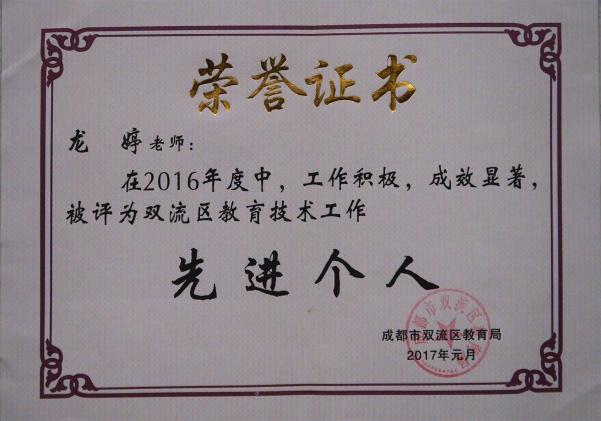 荣誉证书
龙 婷老师：
在2016年度中，工作积极，成效显著，
被评为双流区教育技术工作
先进个人
成都市双流区教育局
2017年元月